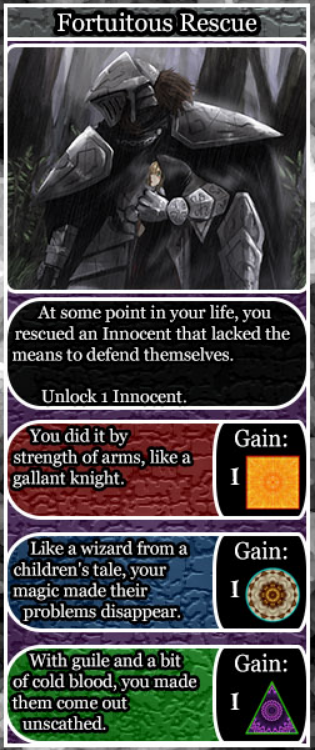 Fortuitous Rescue
At some point in your life, you
rescued an Innocent that lacked the
means to defend themselves.
Unlock 1 Innocent.
You did it by
strength of arms, like a
gallant knight.
Gain:
1
Like a wizard from a
children's tale, your
magic made their
problems disappear.
Gain:
1
With guile and a bit
of cold blood, you made
them come out
unscathed.
Gain:
1